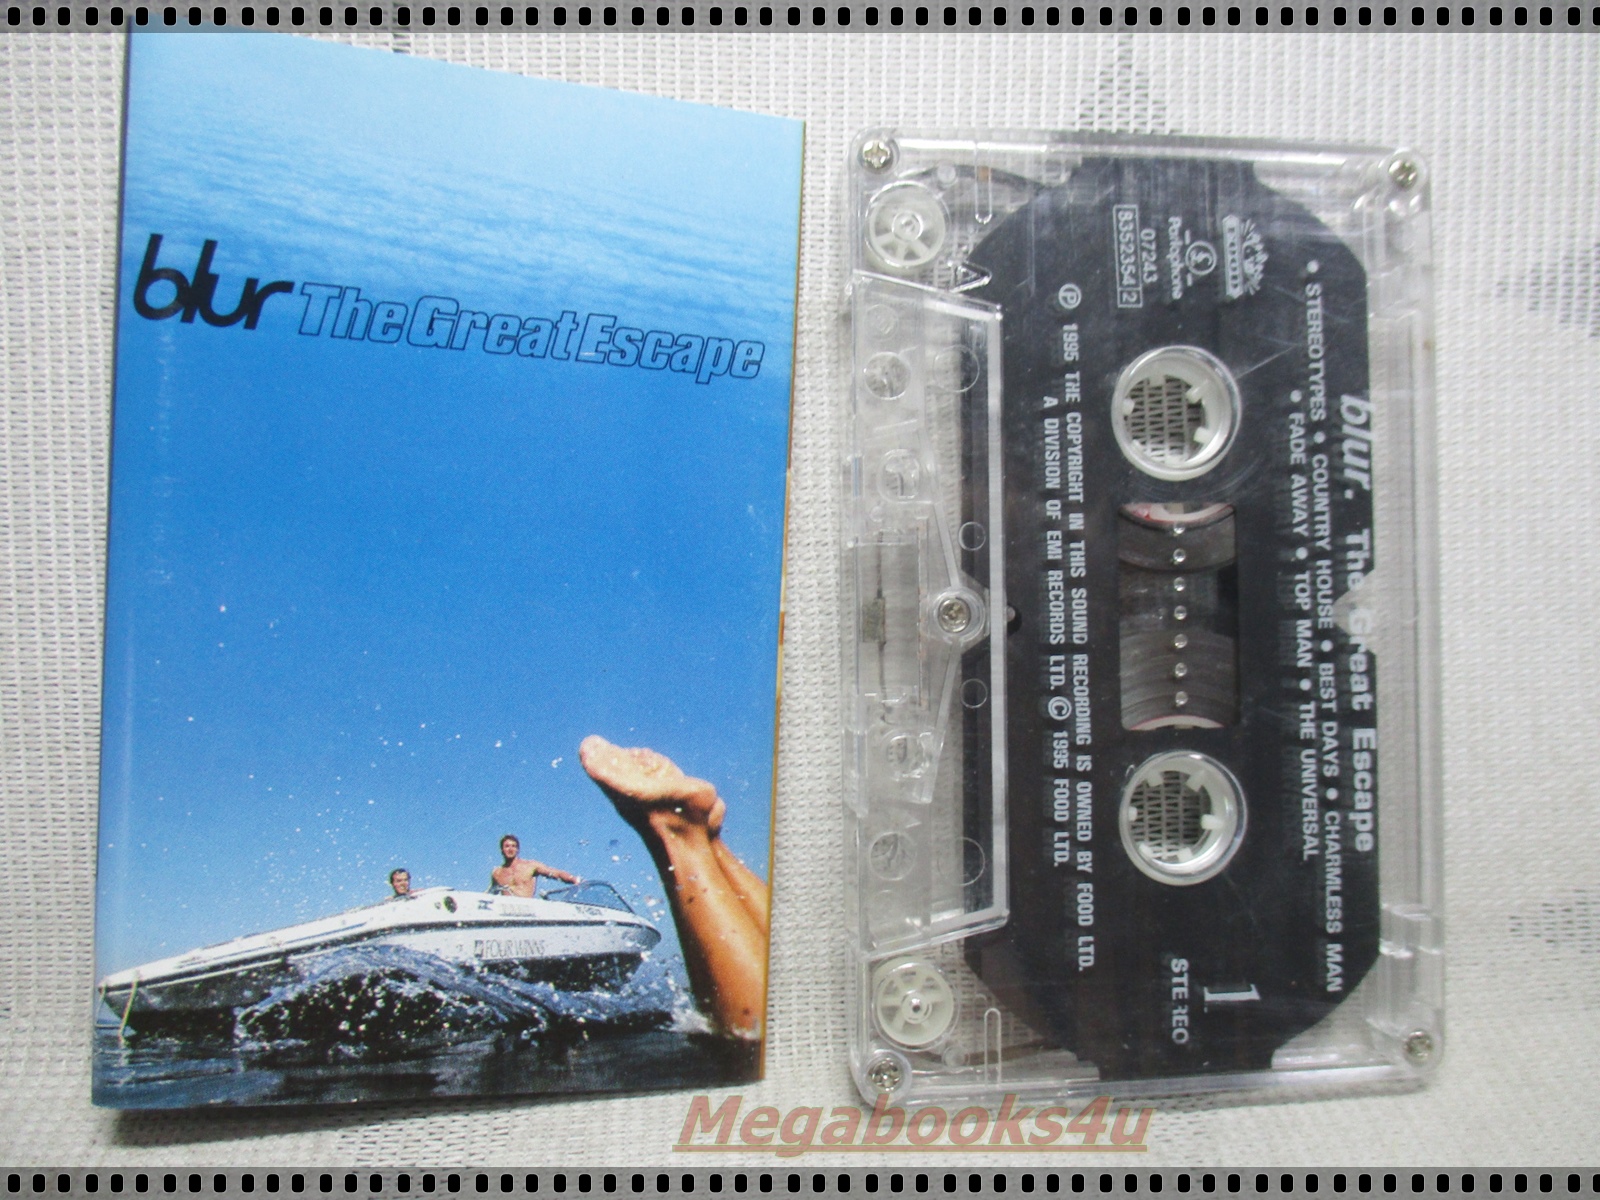 blur The Great Escape
FOUR WINNS
blur. The Great Escape
• STEREOTYPES • COUNTRY HOUSE • BEST DAYS • CHARMLESS MAN
• FADE AWAY • TOP MAN • THE UNIVERSAL
FOOD
Parlophone
07243
8352354 2
1
STEREO
Ⓟ 1995 THE COPYRIGHT IN THIS SOUND RECORDING IS OWNED BY FOOD LTD.
A DIVISION OF EMI RECORDS LTD. © 1995 FOOD LTD.
A
Megabooks4u